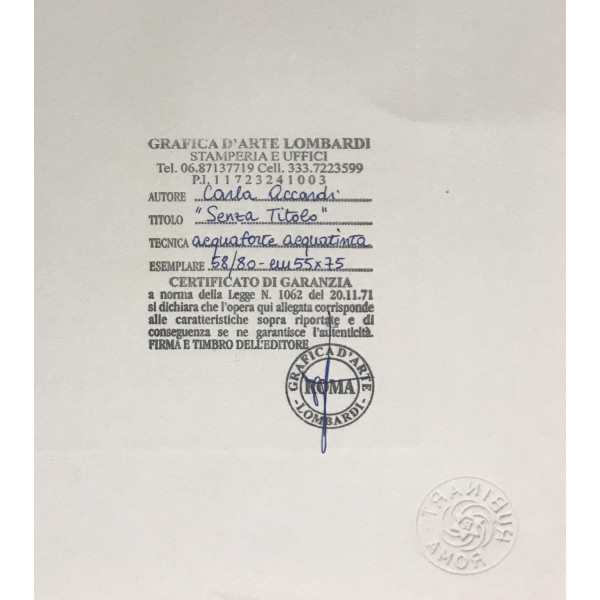 GRAFICA D'ARTE LOMBARDI
STAMPERIA E UFFICI
Tel. 06.87137719 Cell. 333.7223599
P.I. 11723241003
AUTORE Carla Accardi
TITOLO "Senza Titolo"
TECNICA acquaforte acquatinta
ESEMPLARE 58/80 - cm 55x75
CERTIFICATO DI GARANZIA
a norma della Legge N. 1062 del 20.11.71
si dichiara che l'opera qui allegata corrisponde
alle caratteristiche sopra riportate e di
conseguenza se ne garantisce l'autenticità.
FIRMA E TIMBRO DELL'EDITORE
GRAFICA D'ARTE
ROMA
- LOMBARDI -
RUBINART
ROMA